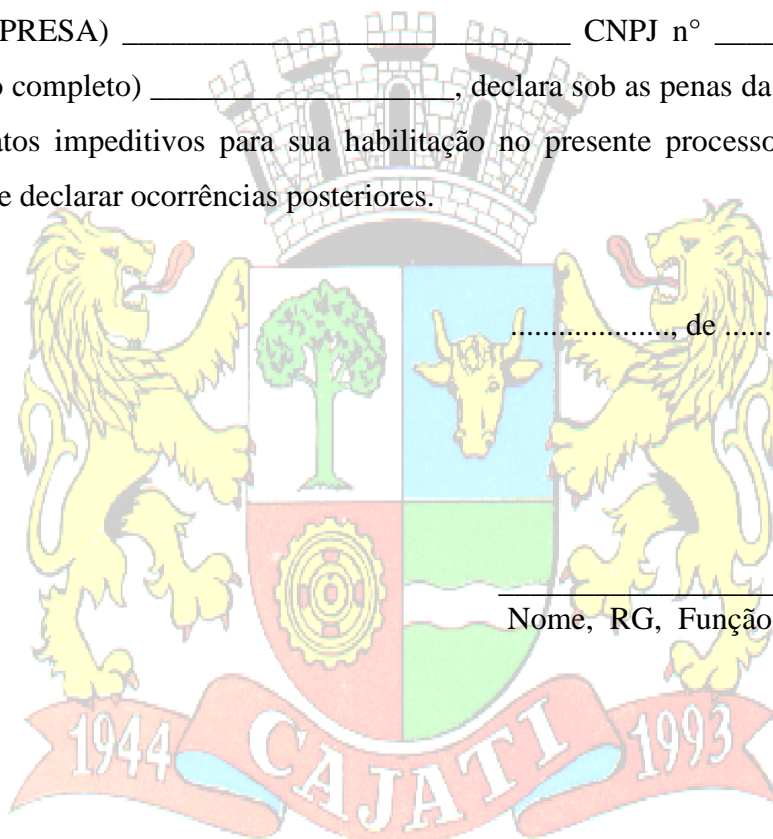 PRESA) ____________________________ CNPJ n° ____
o completo) ___________________, declara sob as penas da
atos impeditivos para sua habilitação no presente processo
e declarar ocorrências posteriores.
...................., de ......
__________________
Nome, RG, Função
1944 CAJATI 1993